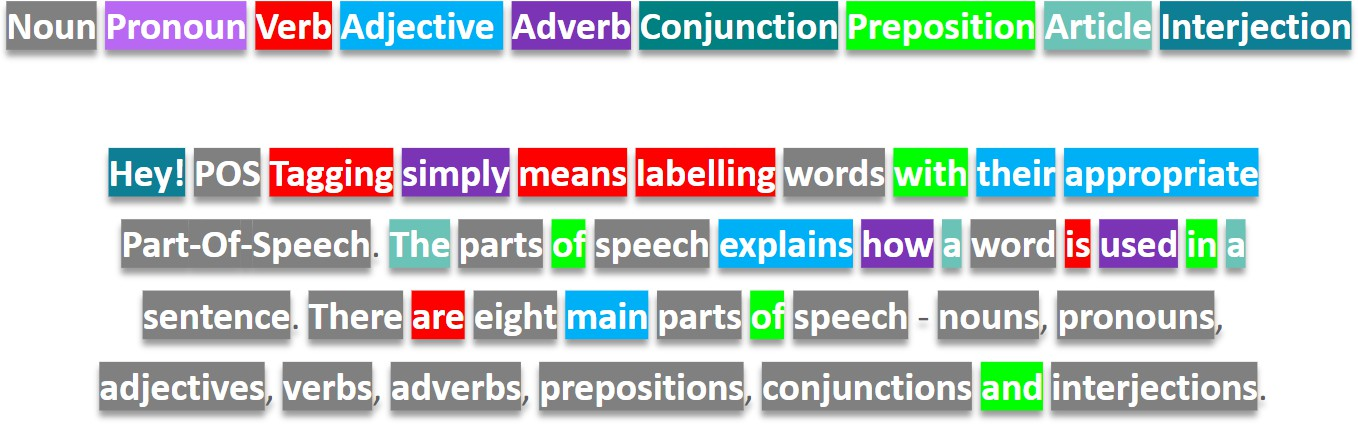 Noun Pronoun Verb Adjective Adverb Conjunction Preposition Article Interjection
Hey! POS Tagging simply means labelling words with their appropriate
Part-Of-Speech. The parts of speech explains how a word is used in a
sentence. There are eight main parts of speech - nouns, pronouns,
adjectives, verbs, adverbs, prepositions, conjunctions and interjections.